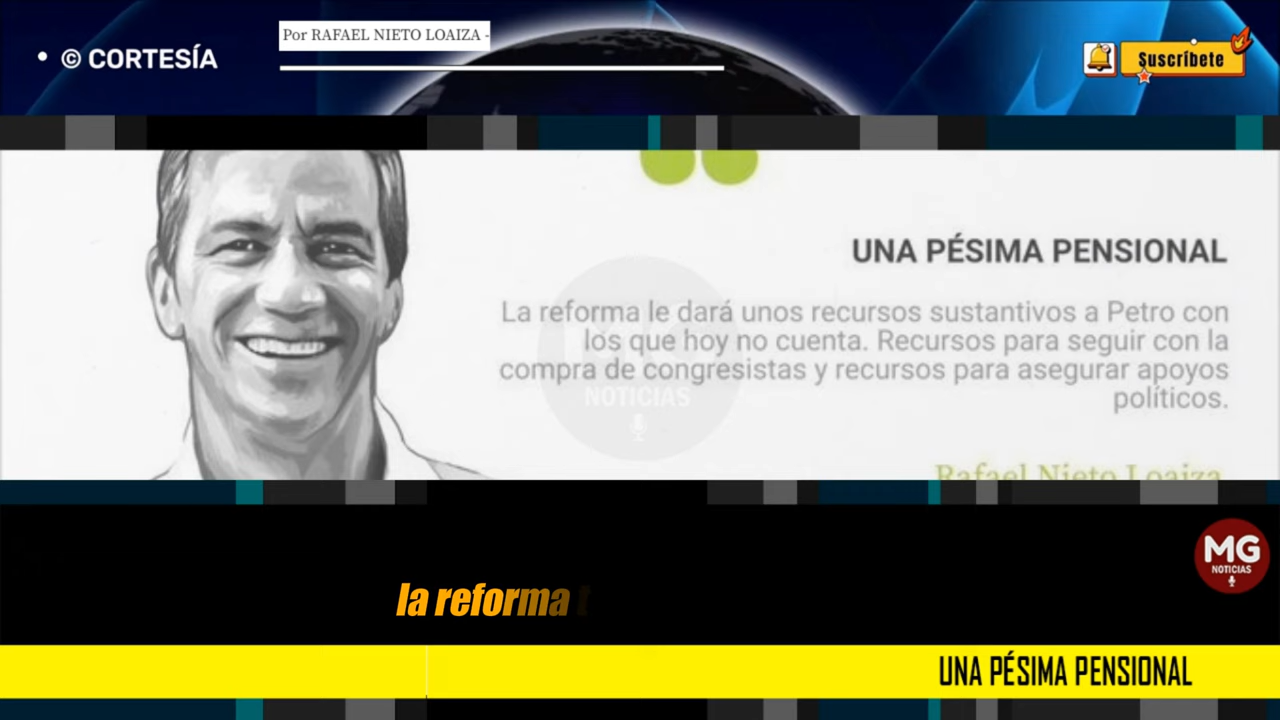 • © CORTESÍA
Por RAFAEL NIETO LOAIZA -
Suscríbete
UNA PÉSIMA PENSIONAL
La reforma le dará unos recursos sustantivos a Petro con
los que hoy no cuenta. Recursos para seguir con la
compra de congresistas y recursos para asegurar apoyos
políticos.
MG
NOTICIAS
Rafael Nieto Loaiza
MG
NOTICIAS
la reforma t
UNA PÉSIMA PENSIONAL